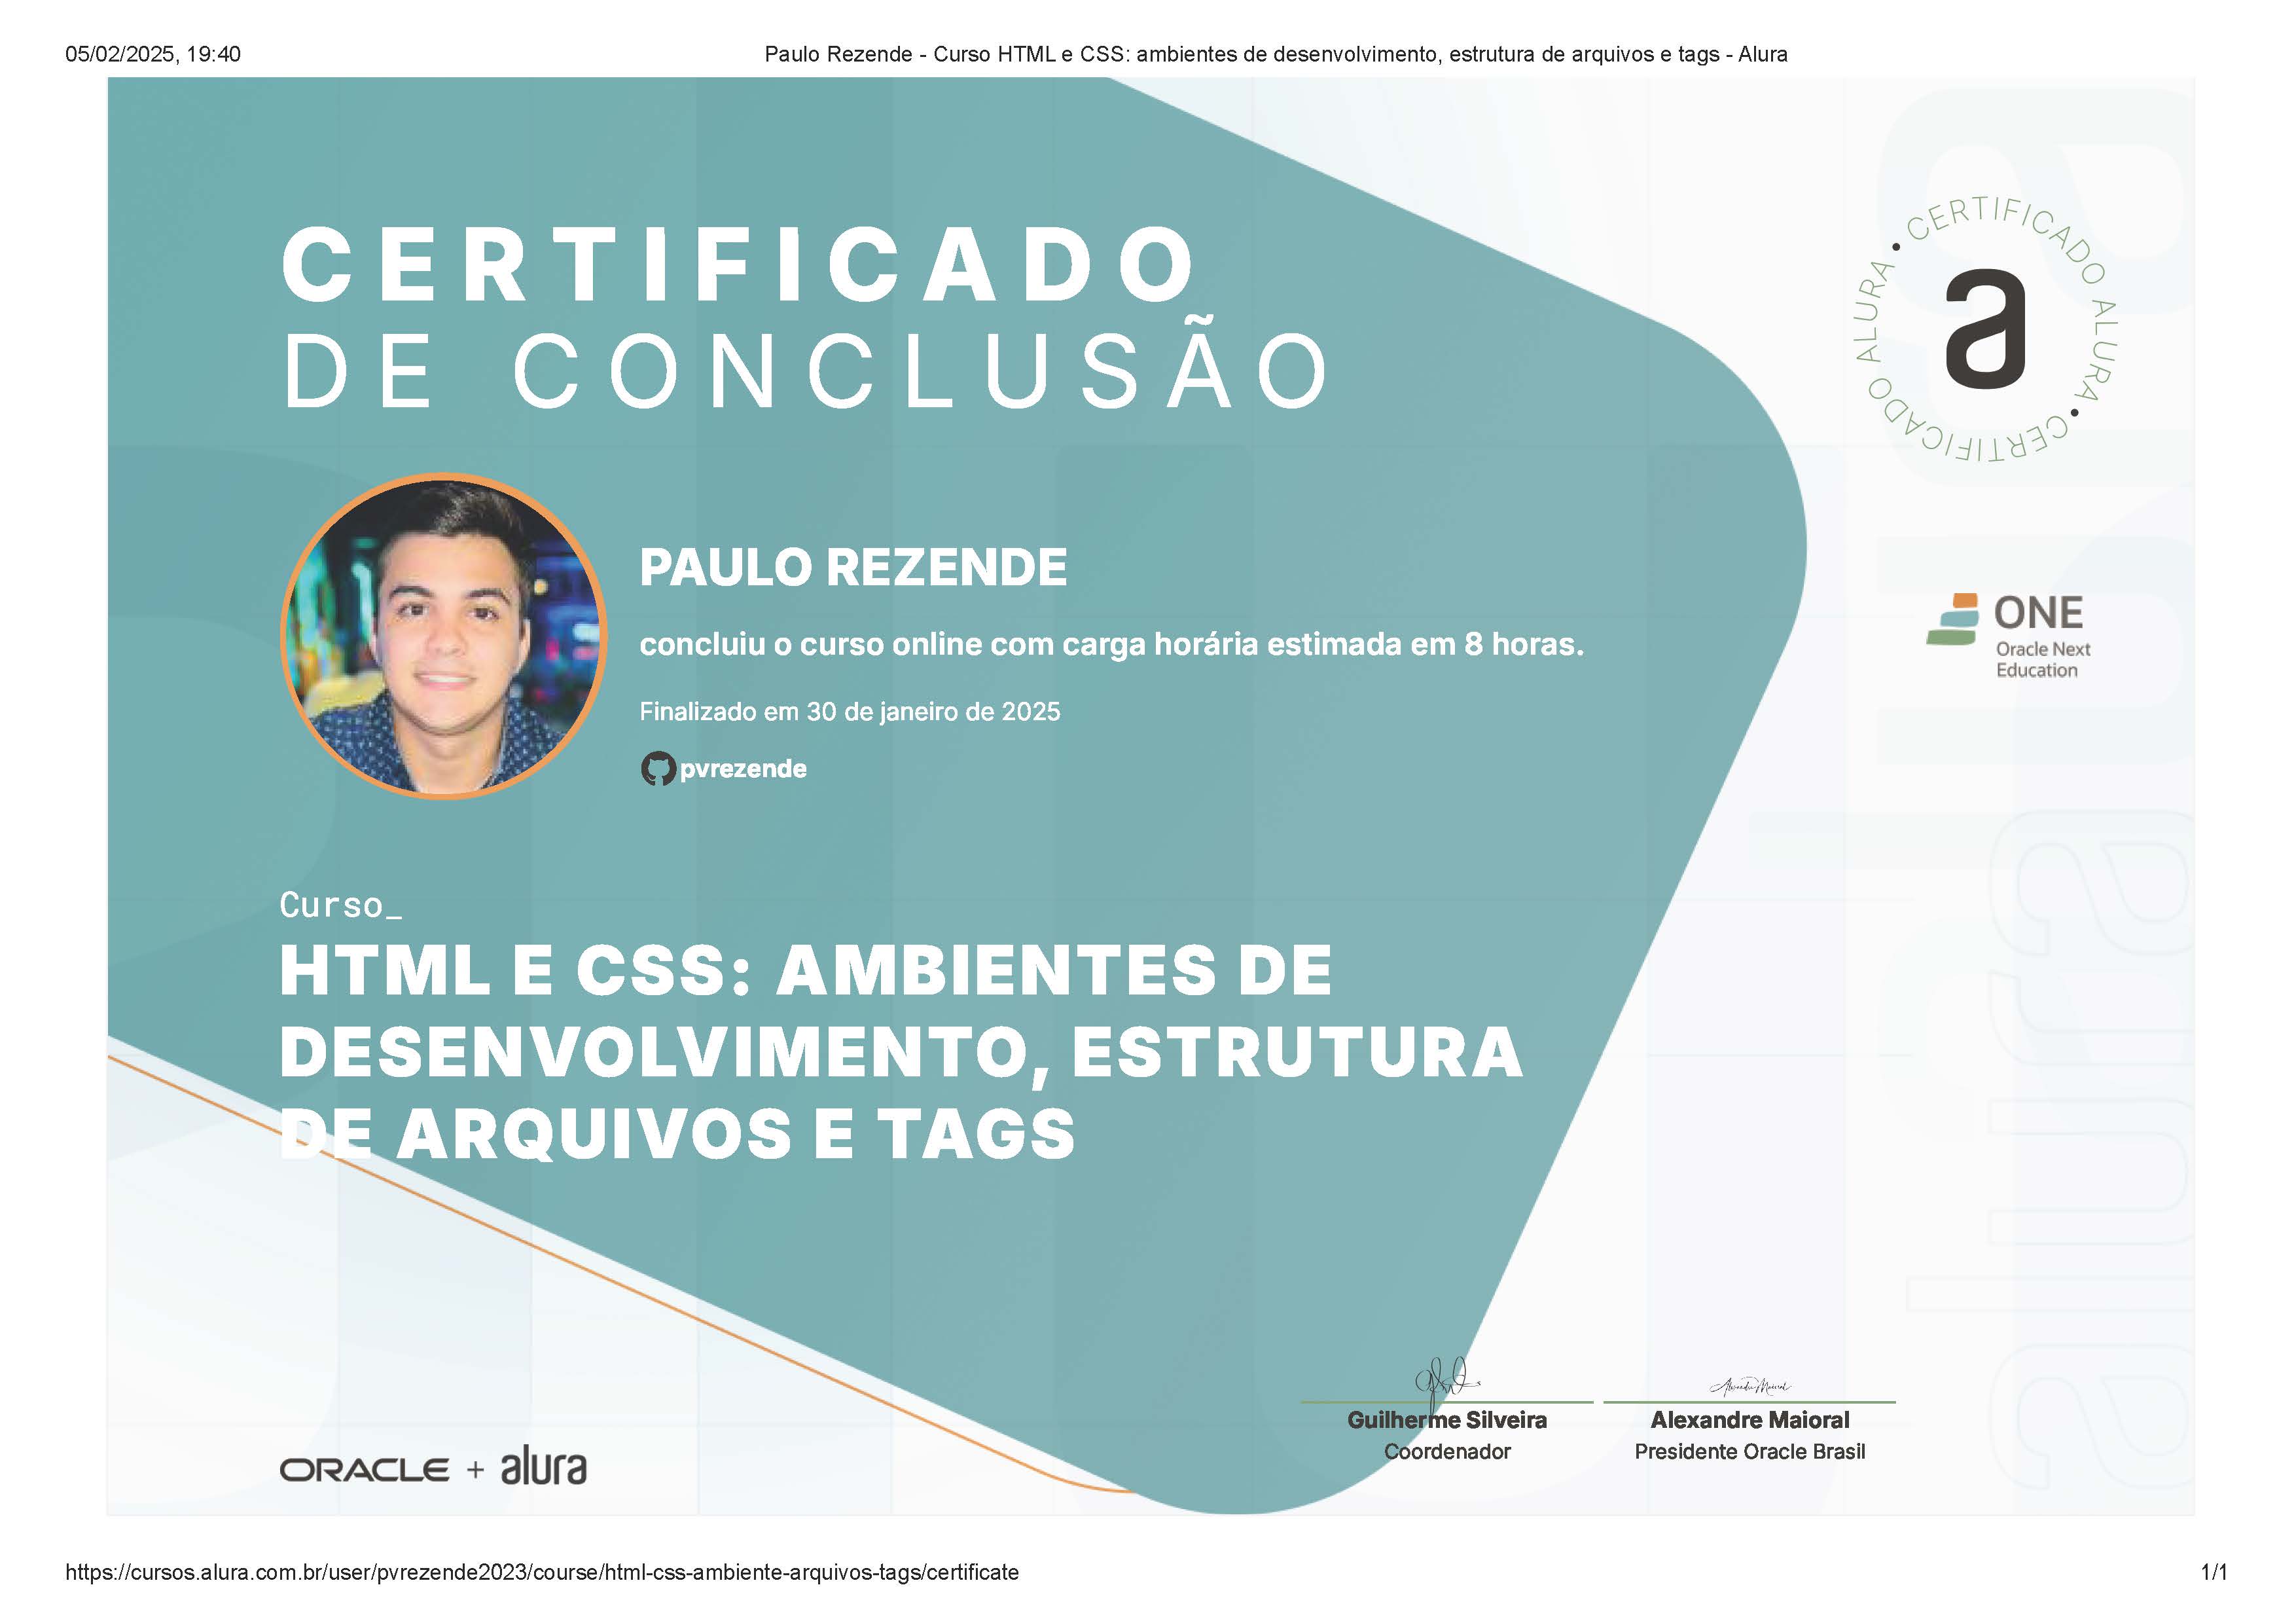 05/02/2025, 19:40
Paulo Rezende - Curso HTML e CSS: ambientes de desenvolvimento, estrutura de arquivos e tags - Alura
CERTIFICADO
DE CONCLUSÃO
• CERTIFICADO ALURA • CERTIFICADO ALURA
a
PAULO REZENDE
concluiu o curso online com carga horária estimada em 8 horas.
Finalizado em 30 de janeiro de 2025
pvrezende
ONE
Oracle Next
Education
Curso_
HTML E CSS: AMBIENTES DE
DESENVOLVIMENTO, ESTRUTURA
DE ARQUIVOS E TAGS
alura
Alexandre Maioral
Guilherme Silveira
Coordenador
Alexandre Maioral
Presidente Oracle Brasil
ORACLE + alura
https://cursos.alura.com.br/user/pvrezende2023/course/html-css-ambiente-arquivos-tags/certificate
1/1